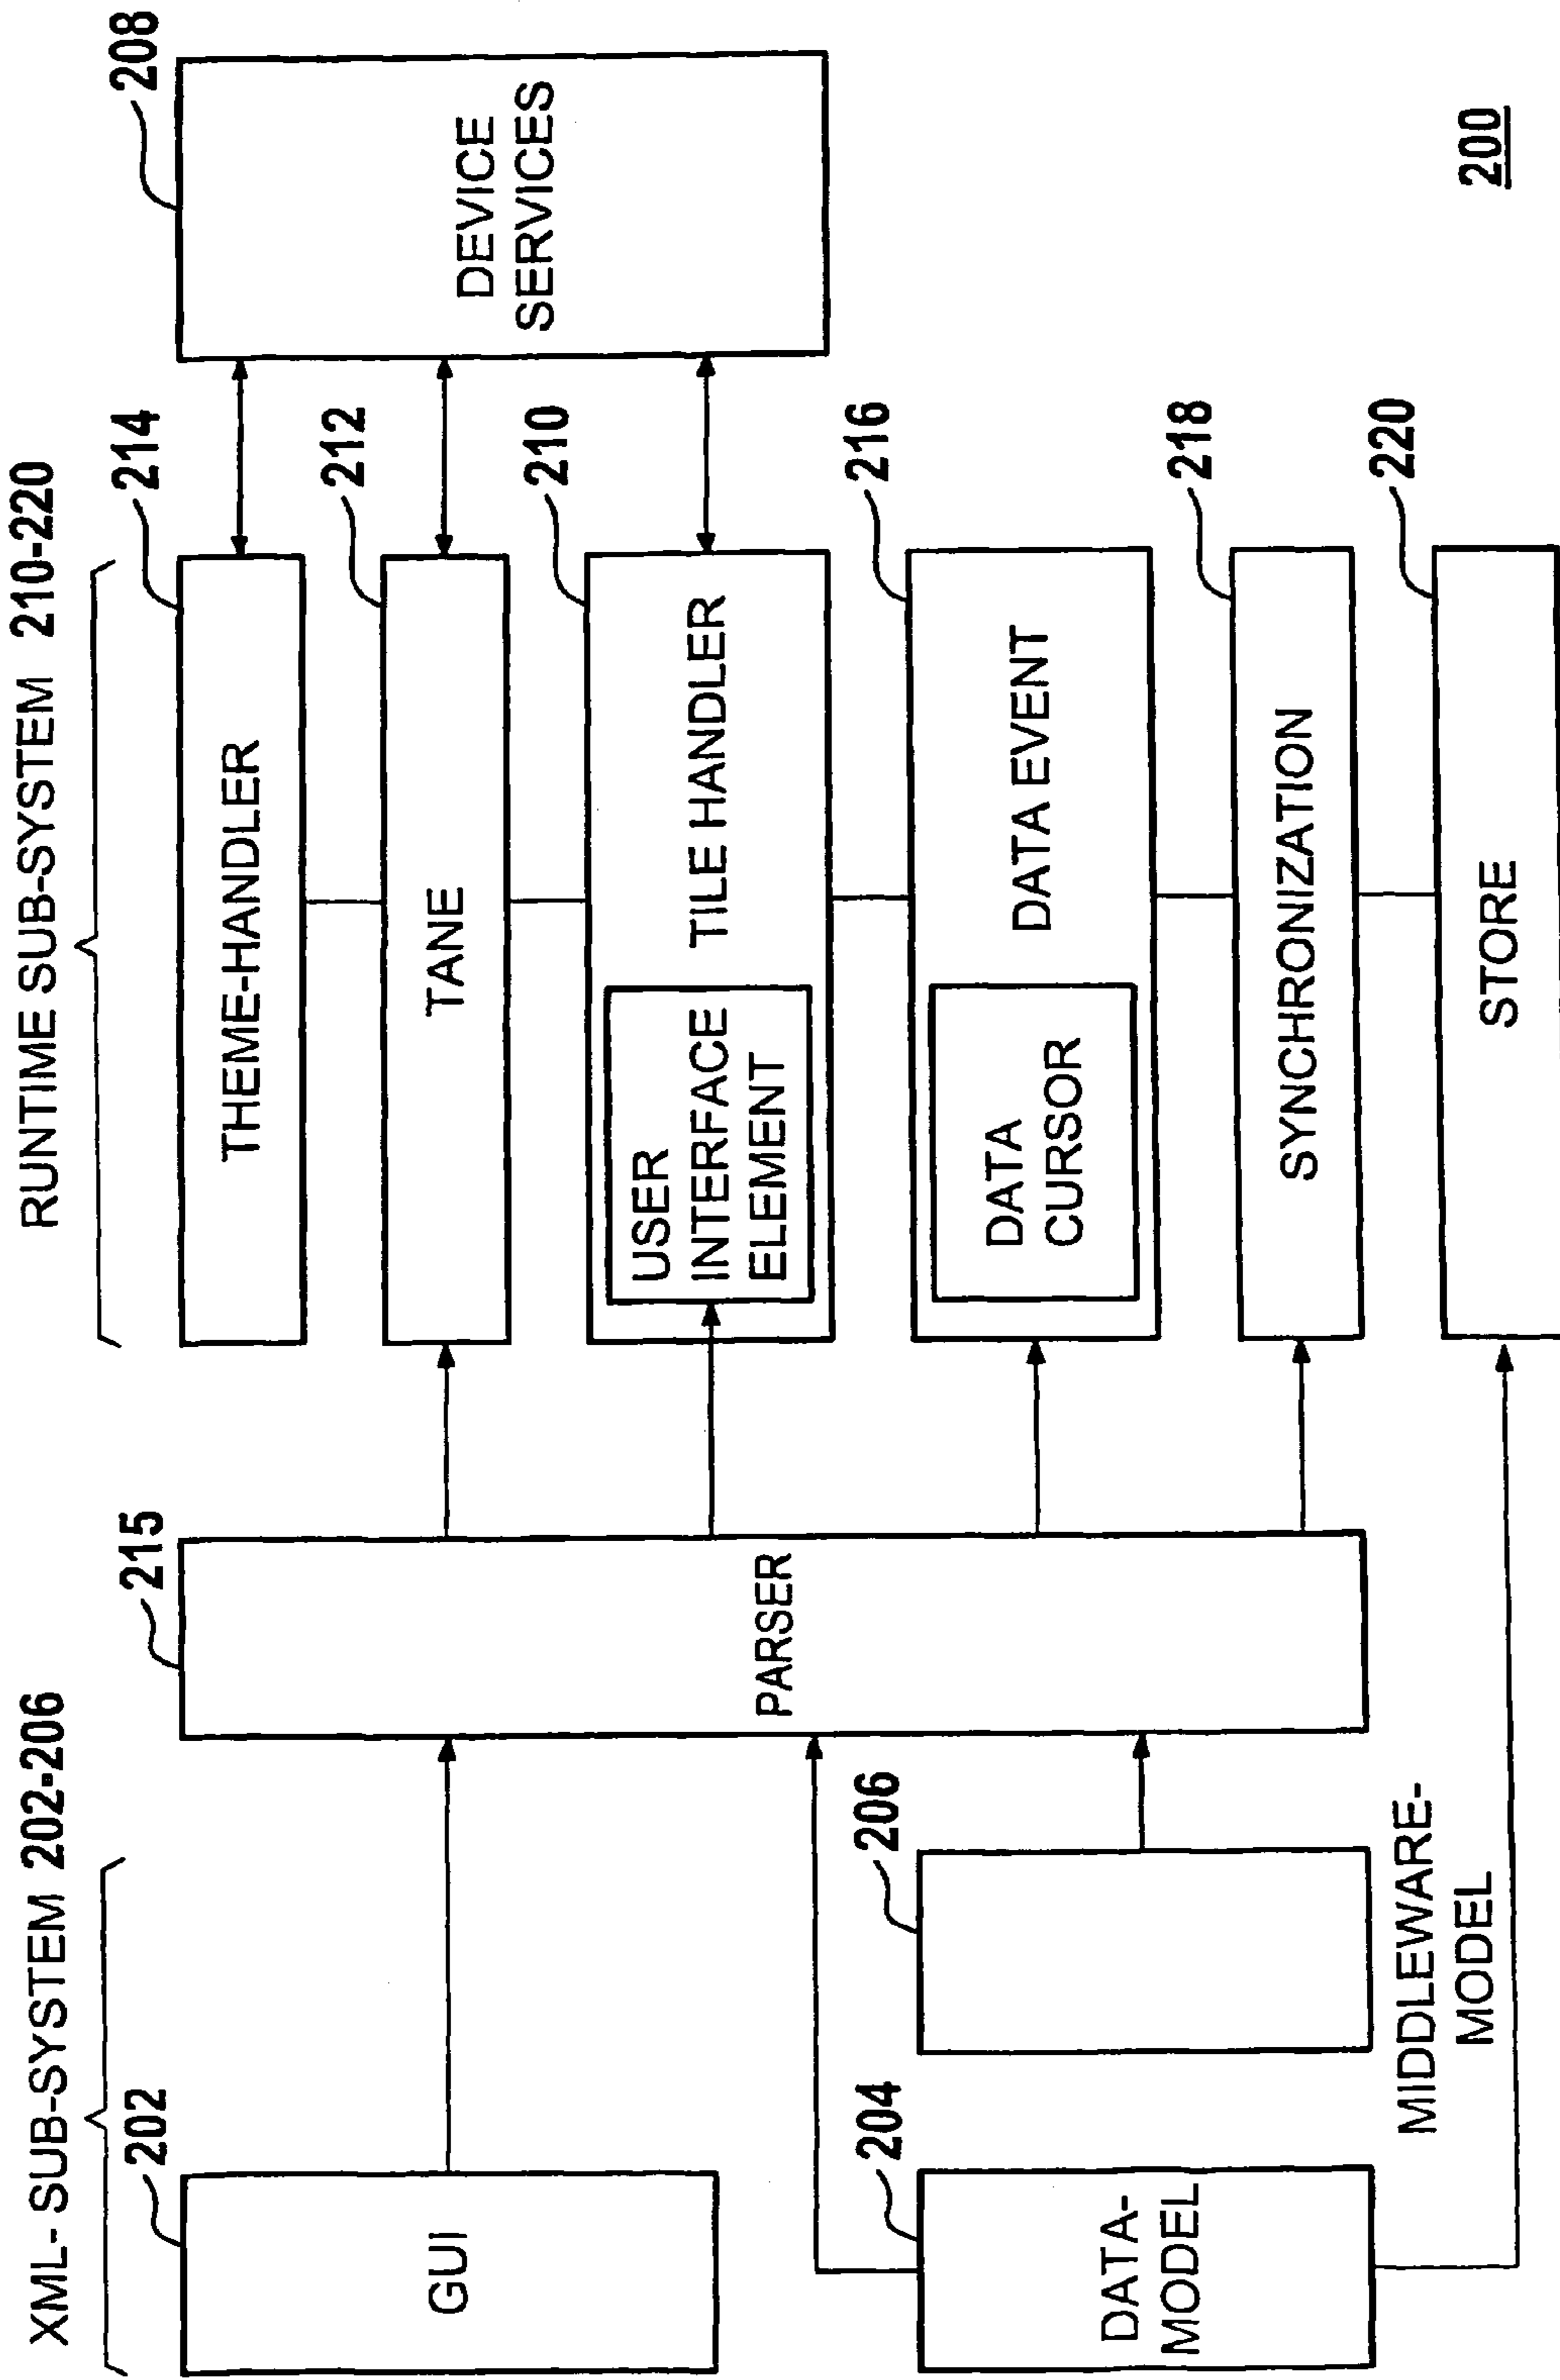 XML- SUB-SYSTEM 202-206
RUNTIME SUB-SYSTEM 210-220
202
215
214
208
GUI
PARSER
THEME-HANDLER
DEVICE
SERVICES
212
TANE
210
USER
INTERFACE
ELEMENT
TILE HANDLER
204
206
216
DATA-
MODEL
DATA
CURSOR
DATA EVENT
218
SYNCHRONIZATION
MIDDLEWARE-
MODEL
220
STORE
200